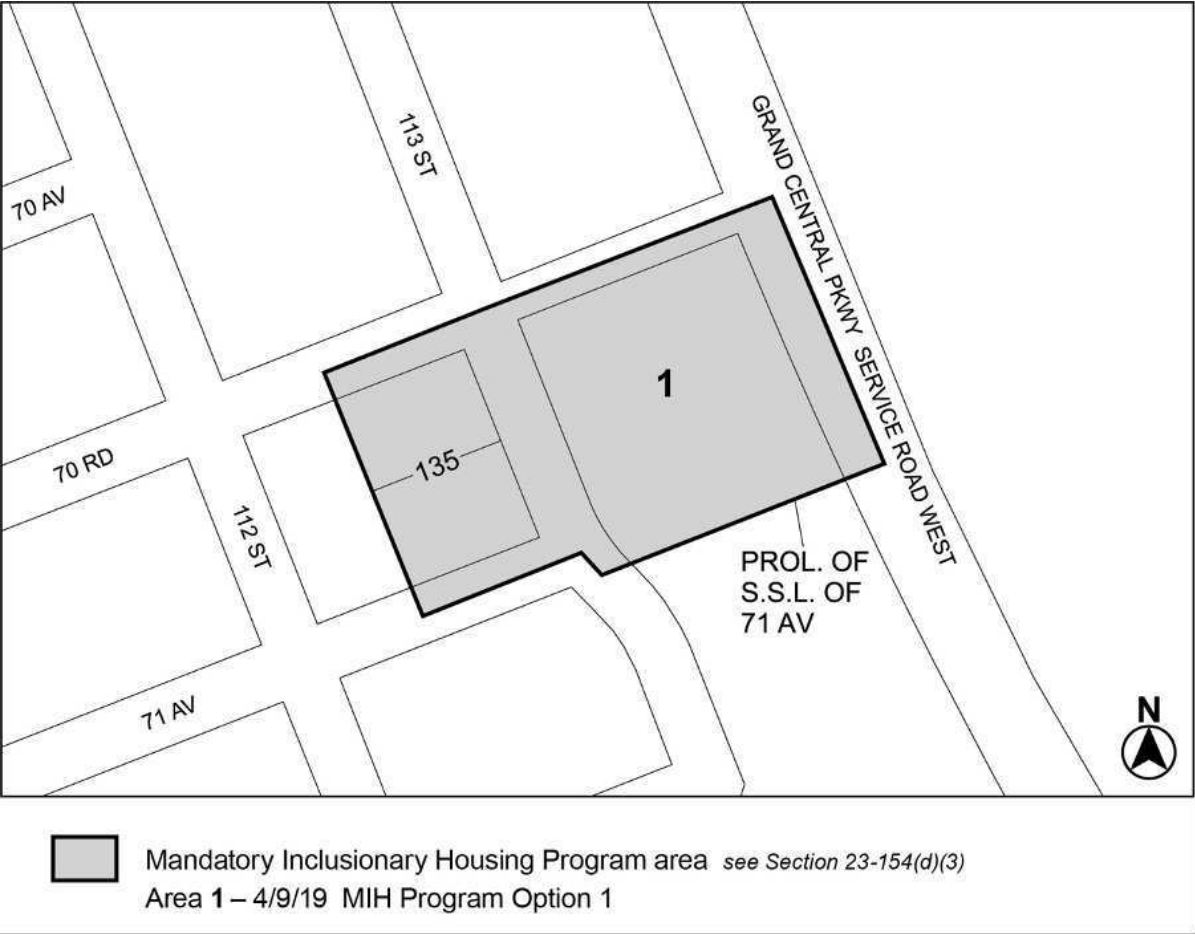 113 ST
GRAND CENTRAL PKWY SERVICE ROAD WEST
70 AV
1
135
70 RD
112 ST
PROL. OF
S.S.L. OF
71 AV
71 AV
N
Mandatory Inclusionary Housing Program area see Section 23-154(d)(3)
Area 1 – 4/9/19 MIH Program Option 1